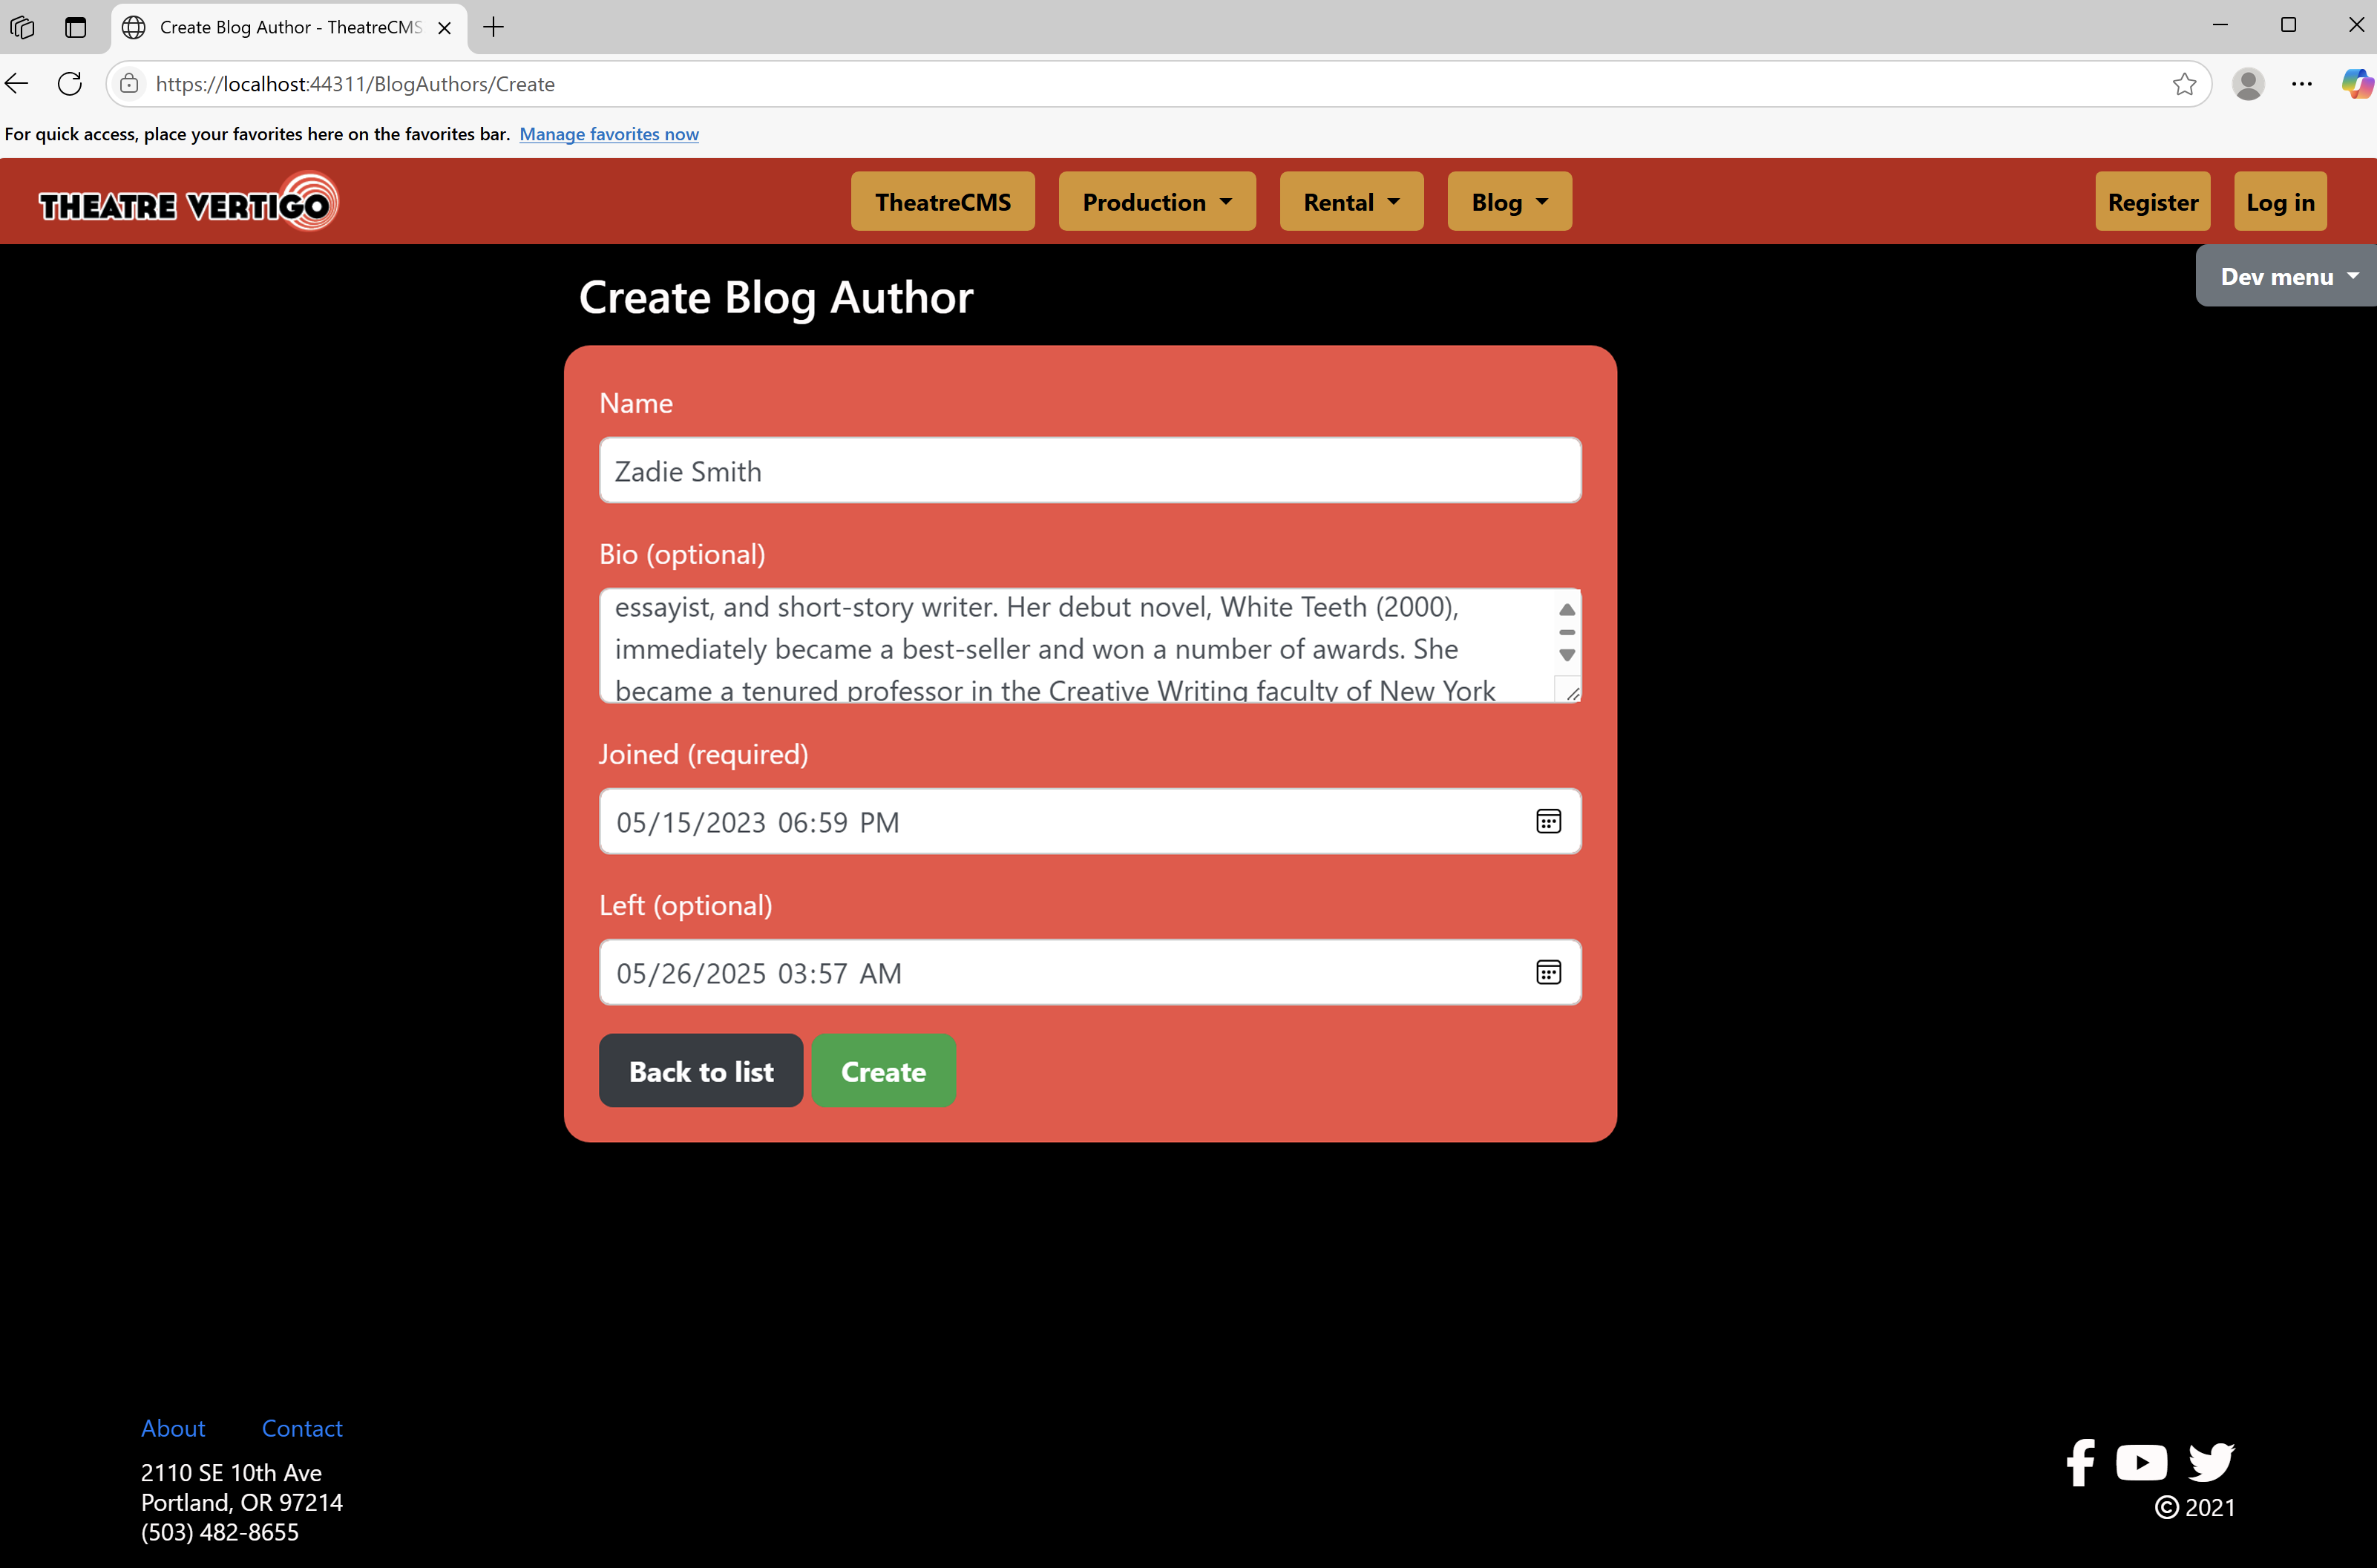 Create Blog Author - TheatreCMS
https://localhost:44311/BlogAuthors/Create
For quick access, place your favorites here on the favorites bar. Manage favorites now
THEATRE VERTIGO
TheatreCMS Production Rental Blog
Register Log in
Dev menu
Create Blog Author
Name
Zadie Smith
Bio (optional)
essayist, and short-story writer. Her debut novel, White Teeth (2000),
immediately became a best-seller and won a number of awards. She
became a tenured professor in the Creative Writing faculty of New York
Joined (required)
05/15/2023 06:59 PM
Left (optional)
05/26/2025 03:57 AM
Back to list Create
About Contact
2110 SE 10th Ave
Portland, OR 97214
(503) 482-8655
© 2021